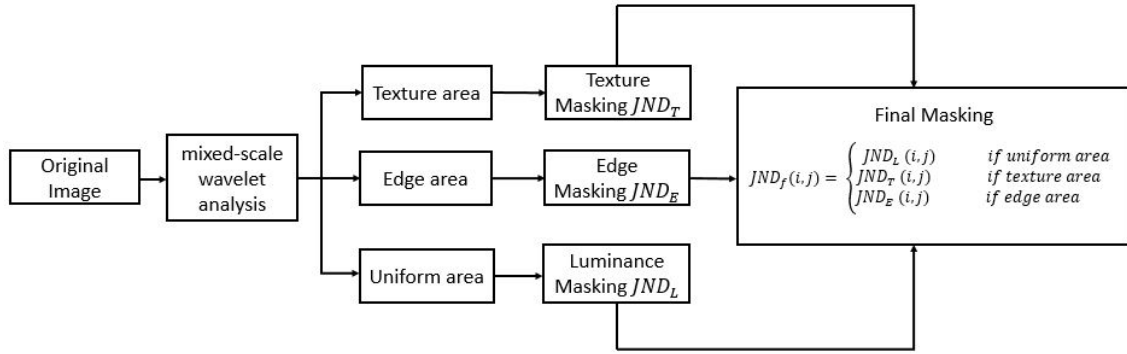 Original
Image
mixed-scale
wavelet
analysis
Texture area
Edge area
Uniform area
Texture
Masking JND_T
Edge
Masking JND_E
Luminance
Masking JND_L
Final Masking
JND_f(i,j) = { JND_L (i,j) if uniform area
JND_T (i,j) if texture area
JND_E (i,j) if edge area